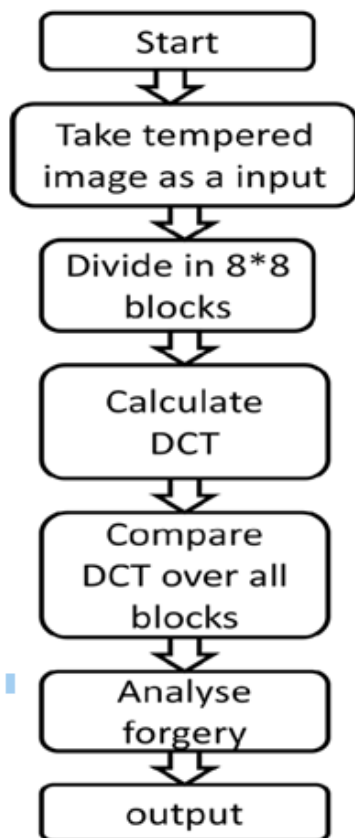 Start
Take tempered
image as a input
Divide in 8*8
blocks
Calculate
DCT
Compare
DCT over all
blocks
Analyse
forgery
output